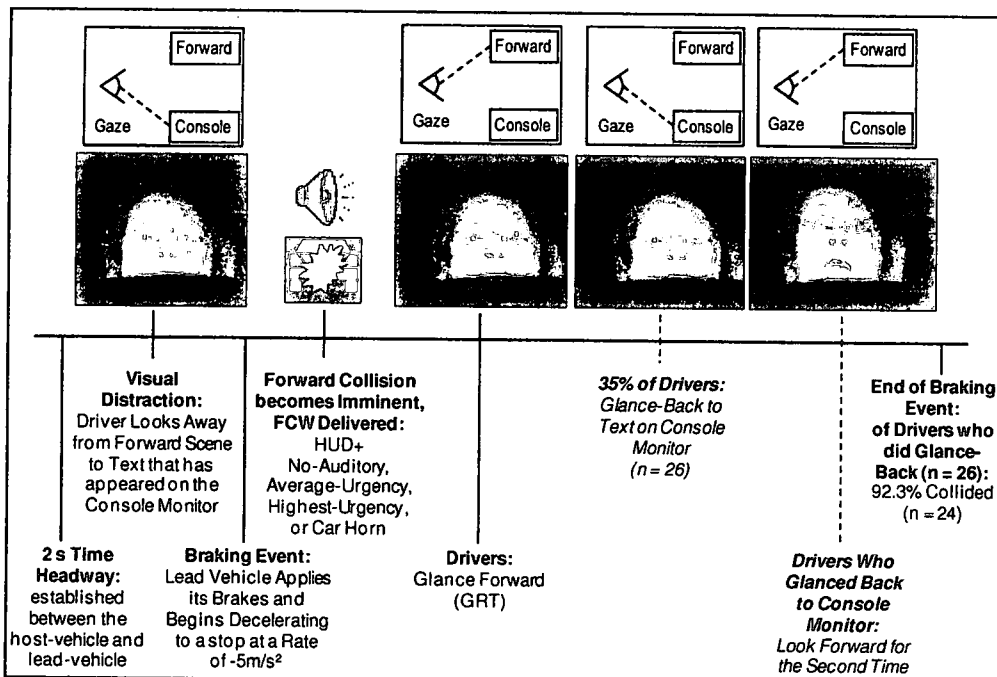 Forward
Gaze
Console
Forward
Gaze
Console
Forward
Gaze
Console
Forward
Gaze
Console
Visual
Distraction:
Driver Looks Away
from Forward Scene
to Text that has
appeared on the
Console Monitor
Forward Collision
becomes Imminent,
FCW Delivered:
HUD+
No-Auditory,
Average-Urgency,
Highest-Urgency,
or Car Horn
35% of Drivers:
Glance-Back to
Text on Console
Monitor
(n = 26)
End of Braking
Event:
of Drivers who
did Glance-
Back (n = 26):
92.3% Collided
(n = 24)
2 s Time
Headway:
established
between the
host-vehicle and
lead-vehicle
Braking Event:
Lead Vehicle Applies
its Brakes and
Begins Decelerating
to a stop at a Rate
of -5m/s²
Drivers:
Glance Forward
(GRT)
Drivers Who
Glanced Back
to Console
Monitor:
Look Forward for
the Second Time